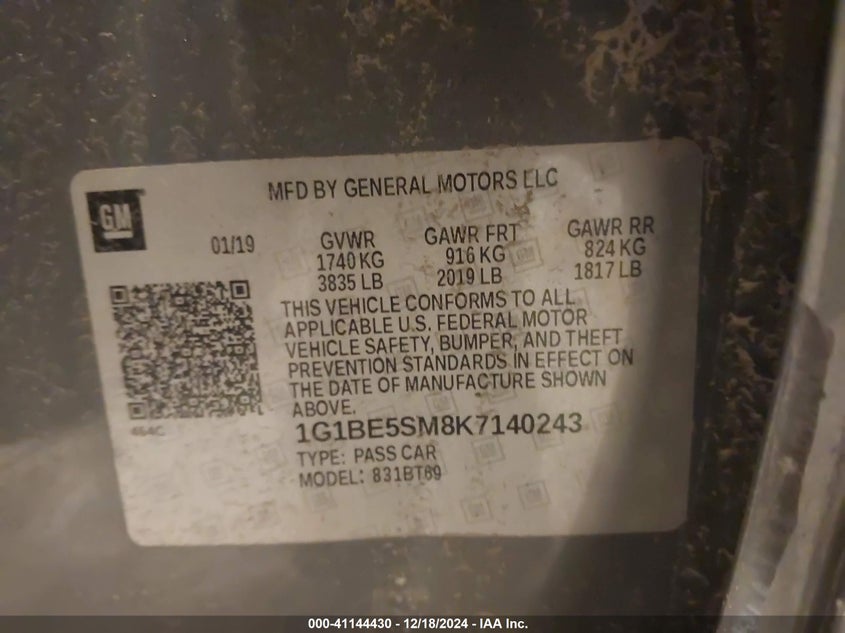 MFD BY GENERAL MOTORS LLC
GM
01/19
GVWR GAWR FRT GAWR RR
1740 KG 916 KG 824 KG
3835 LB 2019 LB 1817 LB
THIS VEHICLE CONFORMS TO ALL
APPLICABLE U.S. FEDERAL MOTOR
VEHICLE SAFETY, BUMPER, AND THEFT
PREVENTION STANDARDS IN EFFECT ON
THE DATE OF MANUFACTURE SHOWN
ABOVE.
1G1BE5SM8K7140243
TYPE: PASS CAR
MODEL: 831BT69
000-41144430 - 12/18/2024 - IAA Inc.